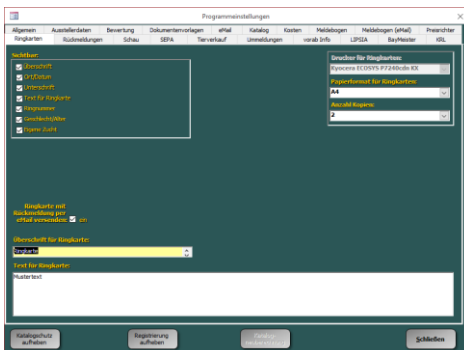 Programmeinstellungen
Allgemein Ausstellerdaten Bewertung Dokumentenvorlagen eMail Katalog Kosten Meldebogen Meldebogen (eMail) Preisrichter
Ringkarten Rückmeldungen Schau SEPA Tierverkauf Ummeldungen vorab Info LIPSIA BayMeister KRL
Sichtbar:
Überschrift
Ort/Datum
Unterschrift
Text für Ringkarte
Ringnummer
Geschlecht/Alter
Eigene Zucht
Drucker für Ringkarten:
Kyocera ECOSYS P7240cdn KX
Papierformat für Ringkarten:
A4
Anzahl Kopien:
2
Ringkarte mit
Rückmeldung per
eMail versenden: an
Überschrift für Ringkarte:
Ringkarte
Text für Ringkarte:
Mustertext
Katalogschutz
aufheben
Registrierung
aufheben
Schließen